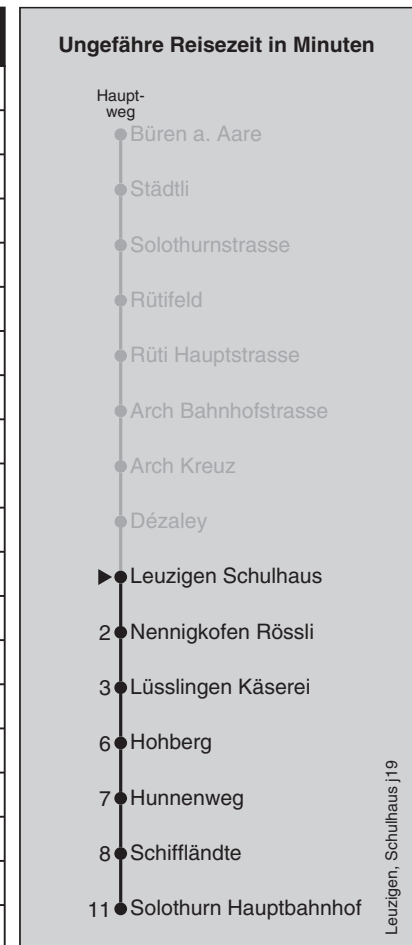 Ungefähre Reisezeit in Minuten
Haupt-
weg
Büren a. Aare
Städtli
Solothurnstrasse
Rütifeld
Rüti Hauptstrasse
Arch Bahnhofstrasse
Arch Kreuz
Dézaley
Leuzigen Schulhaus
2 Nennigkofen Rössli
3 Lüsslingen Käserei
6 Hohberg
7 Hunnenweg
8 Schiffländte
11 Solothurn Hauptbahnhof
Leuzigen, Schulhaus j19